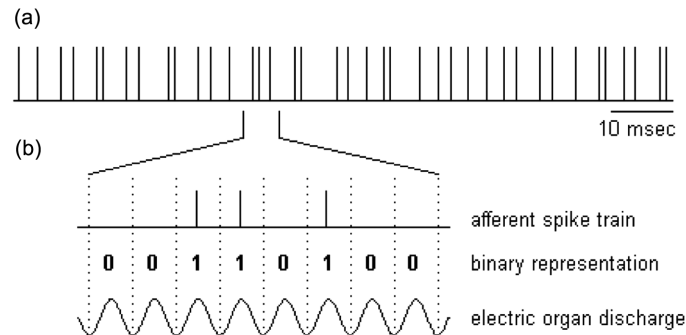 (a)
10 msec
(b)
afferent spike train
0 0 1 1 0 1 0 0 binary representation
electric organ discharge